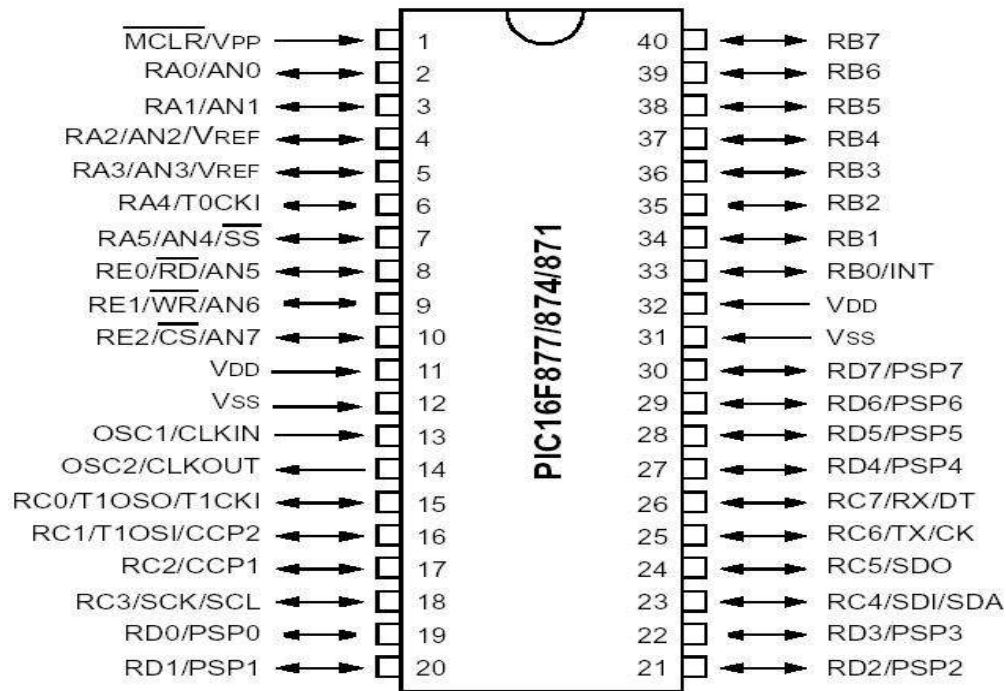 MCLR/VPP 1 40 RB7
RA0/AN0 2 39 RB6
RA1/AN1 3 38 RB5
RA2/AN2/VREF 4 37 RB4
RA3/AN3/VREF 5 36 RB3
RA4/T0CKI 6 35 RB2
RA5/AN4/SS 7 34 RB1
RE0/RD/AN5 8 33 RB0/INT
RE1/WR/AN6 9 32 VDD
RE2/CS/AN7 10 31 VSS
VDD 11 30 RD7/PSP7
VSS 12 29 RD6/PSP6
OSC1/CLKIN 13 28 RD5/PSP5
OSC2/CLKOUT 14 27 RD4/PSP4
RC0/T1OSO/T1CKI 15 26 RC7/RX/DT
RC1/T1OSI/CCP2 16 25 RC6/TX/CK
RC2/CCP1 17 24 RC5/SDO
RC3/SCK/SCL 18 23 RC4/SDI/SDA
RD0/PSP0 19 22 RD3/PSP3
RD1/PSP1 20 21 RD2/PSP2
PIC16F877/874/871